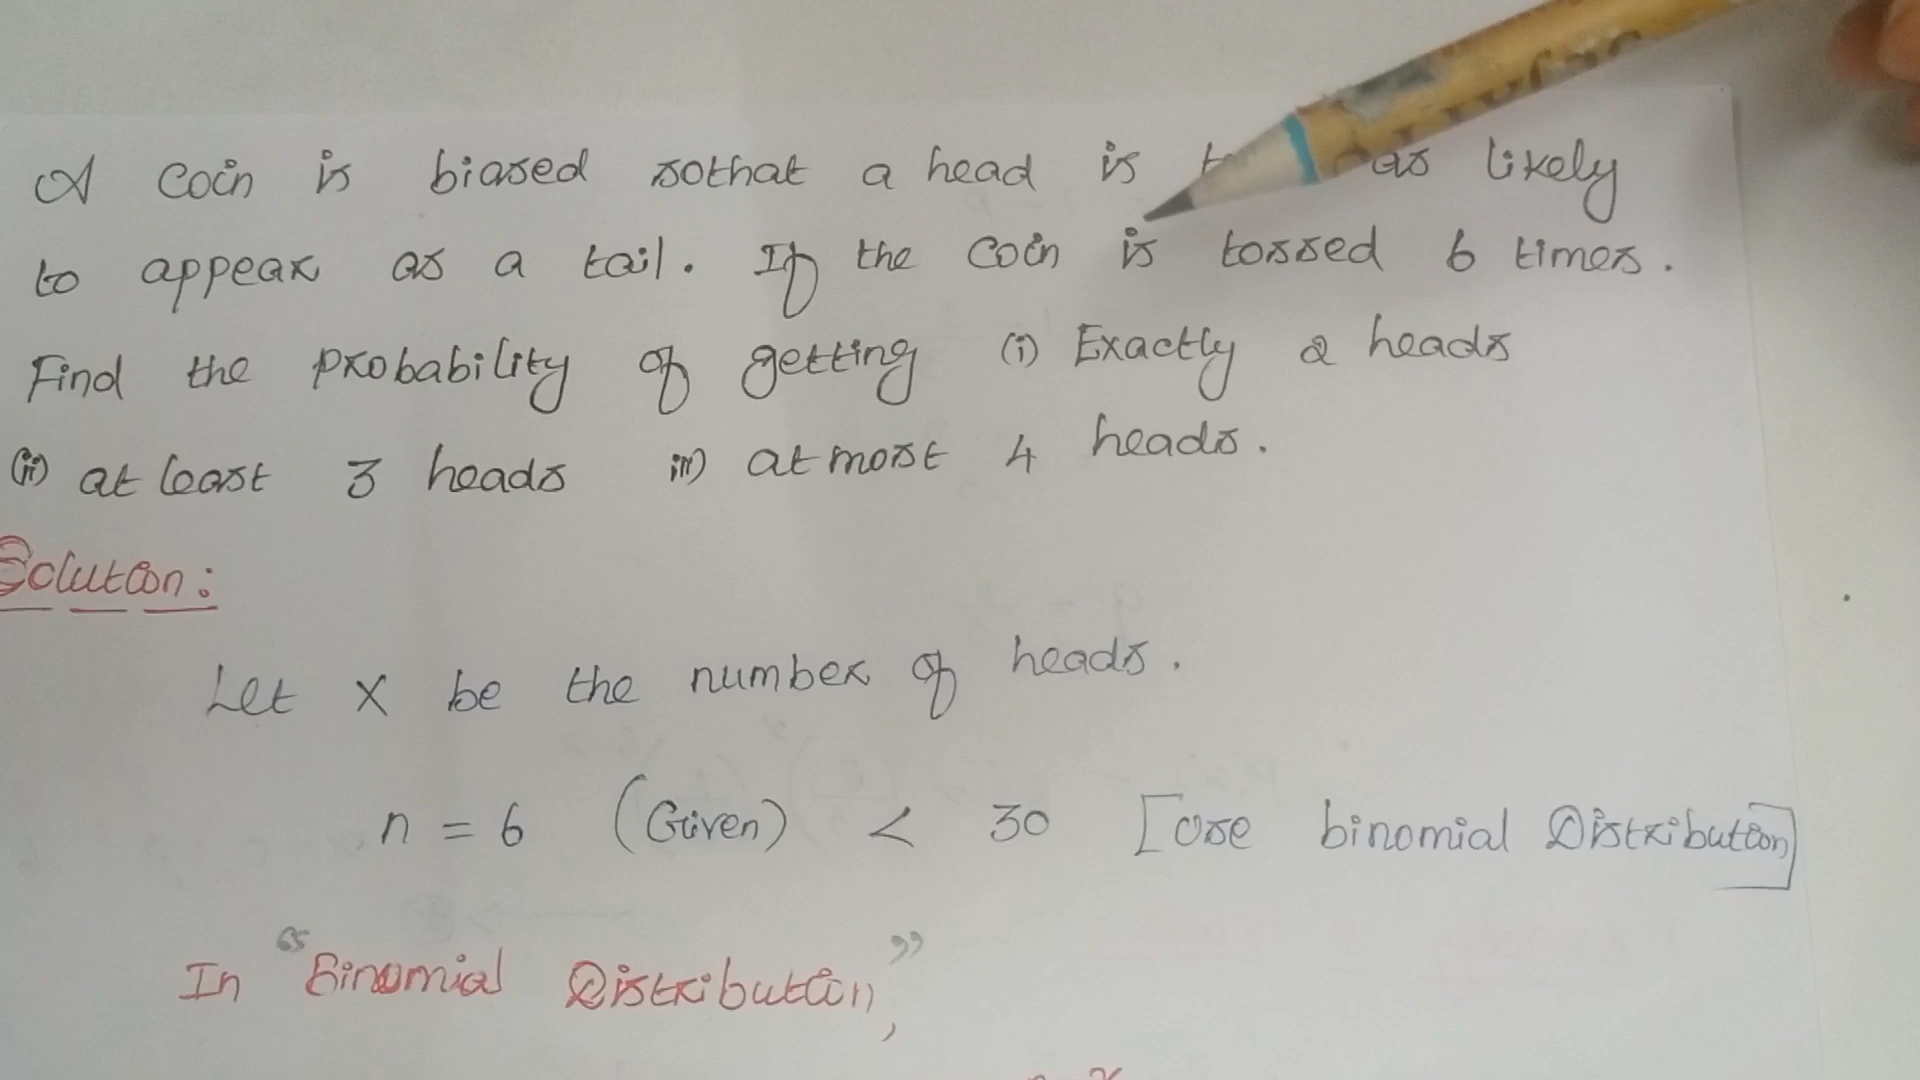 A coin is biased so that a head is as likely
to appear as a tail. If the coin is tossed 6 times.
Find the probability of getting (i) Exactly 2 heads
(ii) at least 3 heads iii) at most 4 heads.
Solution:
Let X be the number of heads.
n = 6 (Given) < 30 [Use binomial Distribution]
In "Binomial Distribution,"